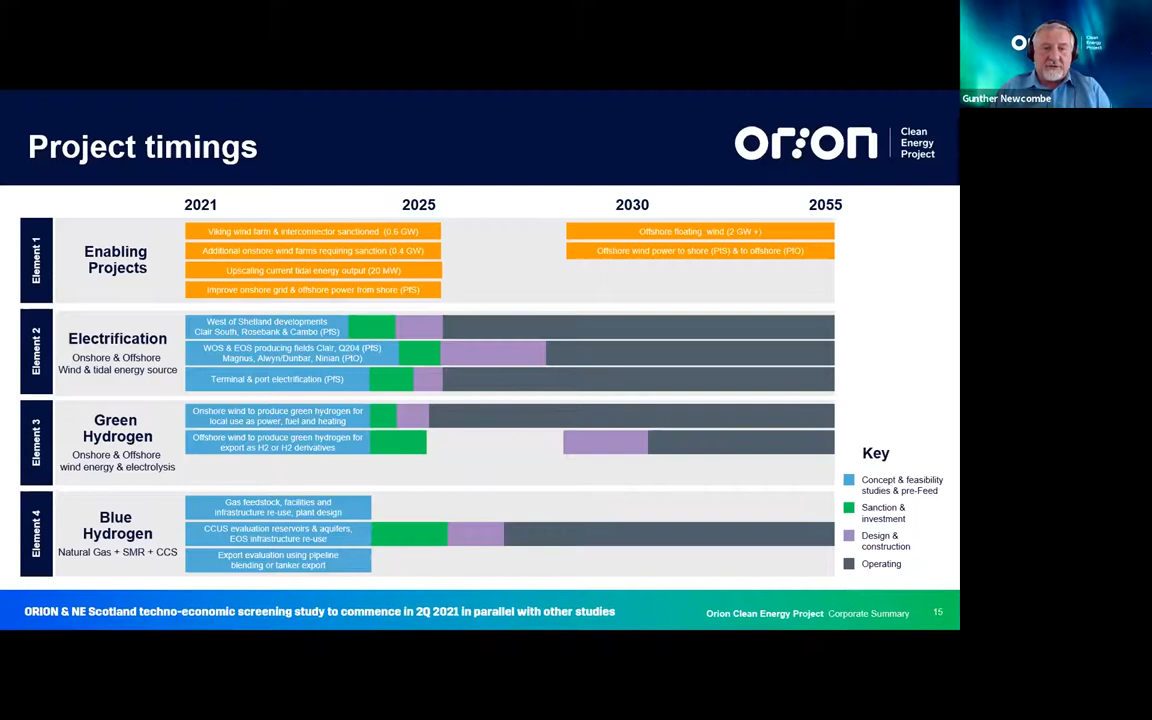 Orion
Clean
Energy
Project
Gunther Newcombe
Project timings
Orion
Clean
Energy
Project
2021
2025
2030
2055
Element 1
Enabling
Projects
Viking wind farm & interconnector sanctioned (0.6 GW)
Additional onshore wind farms requiring sanction (0.4 GW)
Upscaling current tidal energy output (20 MW)
Improve onshore grid & offshore power from shore (PfS)
Offshore floating wind (2 GW +)
Offshore wind power to shore (PtS) & to offshore (PtO)
Element 2
Electrification
Onshore & Offshore
Wind & tidal energy source
West of Shetland developments
Clair South, Rosebank & Cambo (PfS)
WOS & EOS producing fields Clair, Q204 (PfS)
Magnus, Alwyn/Dunbar, Ninian (PtO)
Terminal & port electrification (PfS)
Element 3
Green
Hydrogen
Onshore & Offshore
wind energy & electrolysis
Onshore wind to produce green hydrogen for
local use as power, fuel and heating
Offshore wind to produce green hydrogen for
export as H2 or H2 derivatives
Element 4
Blue
Hydrogen
Natural Gas + SMR + CCS
Gas feedstock, facilities and
infrastructure re-use, plant design
CCUS evaluation reservoirs & aquifers,
EOS infrastructure re-use
Export evaluation using pipeline
blending or tanker export
Key
Concept & feasibility
studies & pre-Feed
Sanction &
investment
Design &
construction
Operating
ORION & NE Scotland techno-economic screening study to commence in 2Q 2021 in parallel with other studies
Orion Clean Energy Project Corporate Summary 15